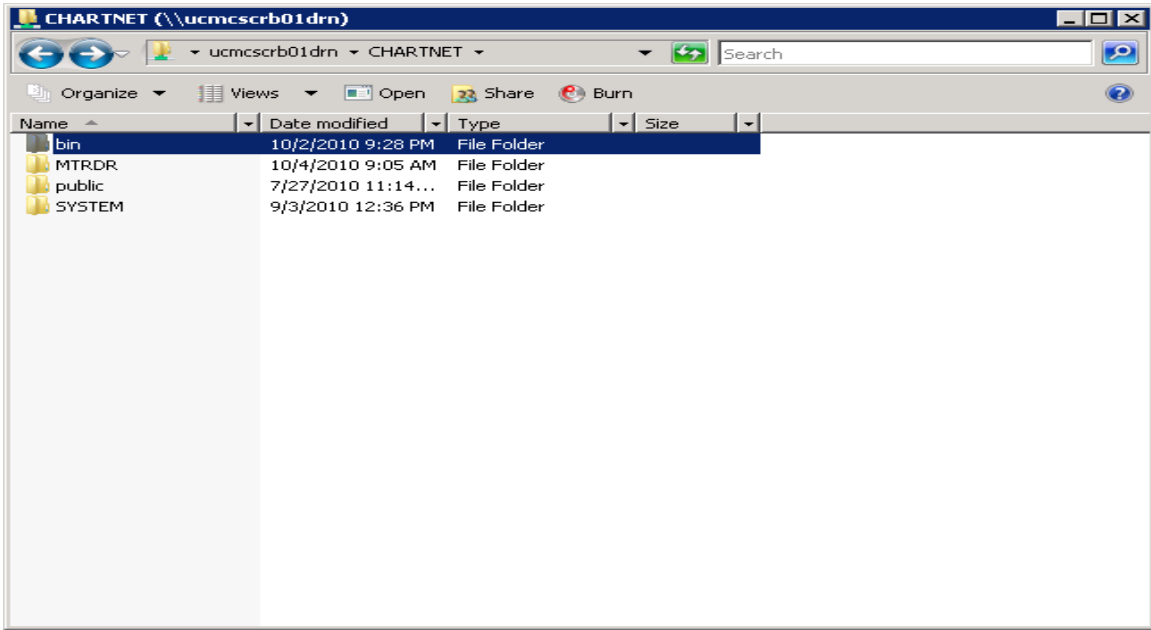 CHARTNET (\\ucmcscrb01drn)
ucmcscrb01drn CHARTNET Search
Organize Views Open Share Burn
Name Date modified Type Size
bin 10/2/2010 9:28 PM File Folder
MTRDR 10/4/2010 9:05 AM File Folder
public 7/27/2010 11:14... File Folder
SYSTEM 9/3/2010 12:36 PM File Folder